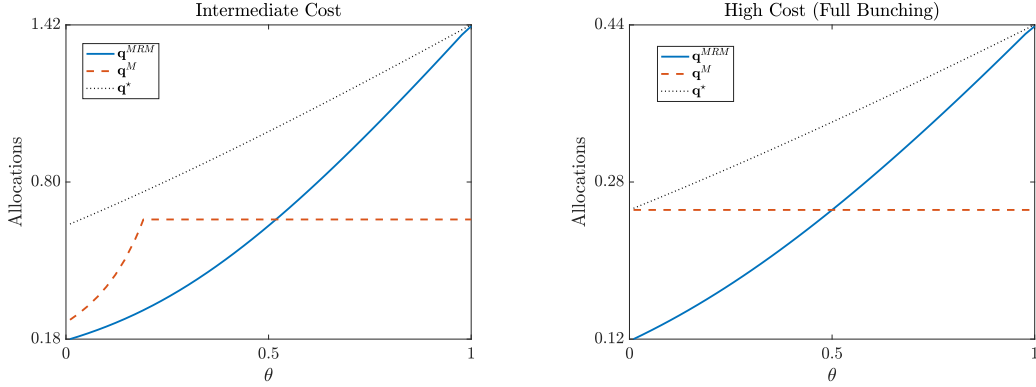 Intermediate Cost
1.42
0.80
0.18
Allocations
q^MRM
q^M
q^⋆
0
0.5
1
θ
High Cost (Full Bunching)
0.44
0.28
0.12
Allocations
q^MRM
q^M
q^⋆
0
0.5
1
θ